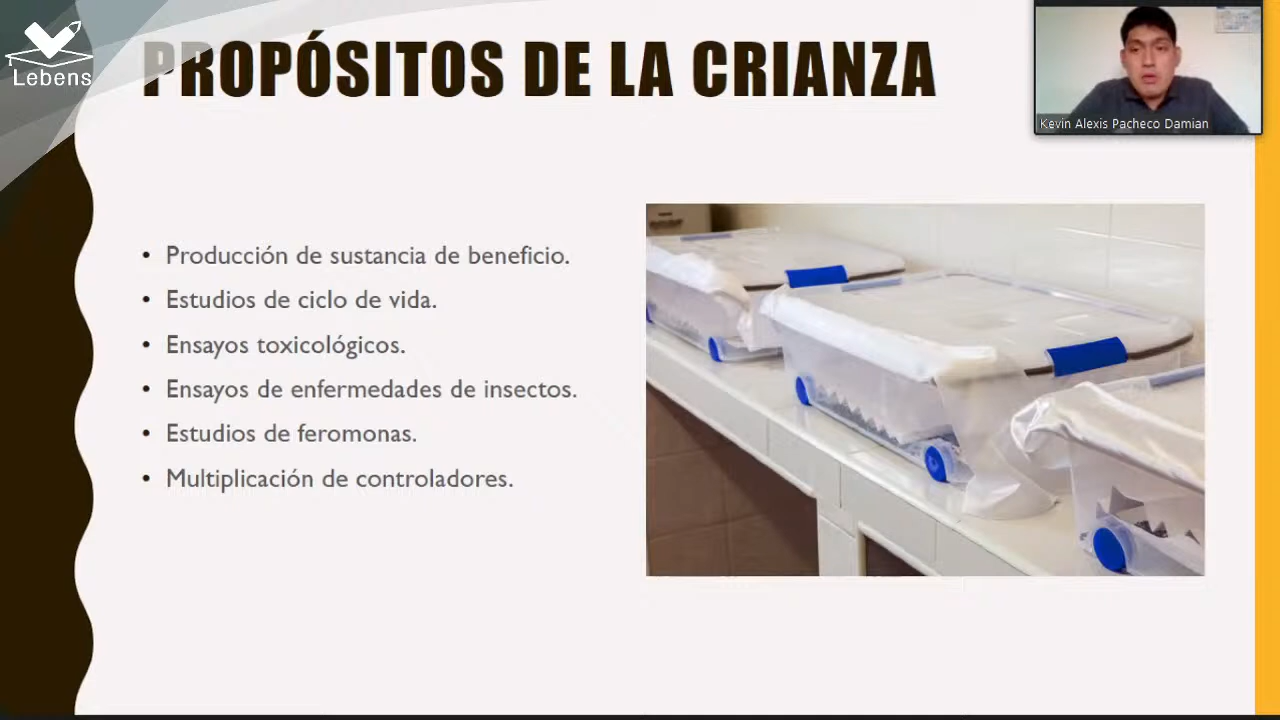 Lebens
PROPÓSITOS DE LA CRIANZA
Kevin Alexis Pacheco Damian
• Producción de sustancia de beneficio.
• Estudios de ciclo de vida.
• Ensayos toxicológicos.
• Ensayos de enfermedades de insectos.
• Estudios de feromonas.
• Multiplicación de controladores.